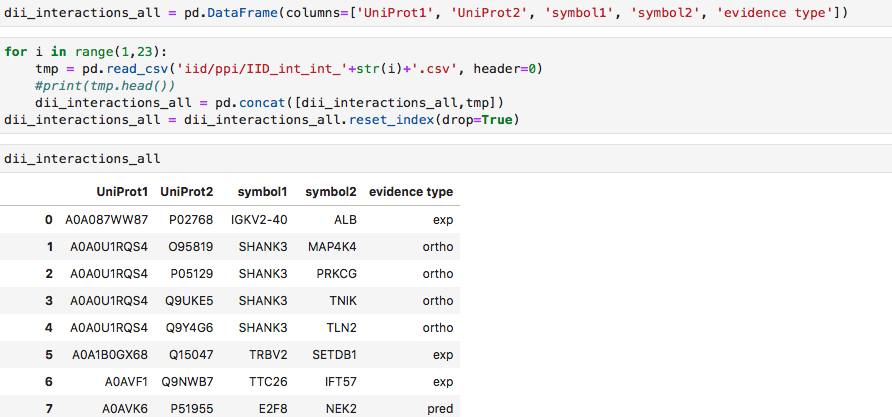 dii_interactions_all = pd.DataFrame(columns=['UniProt1', 'UniProt2', 'symbol1', 'symbol2', 'evidence type'])
for i in range(1,23):
    tmp = pd.read_csv('iid/ppi/IID_int_int_'+str(i)+'.csv', header=0)
    #print(tmp.head())
    dii_interactions_all = pd.concat([dii_interactions_all,tmp])
dii_interactions_all = dii_interactions_all.reset_index(drop=True)
dii_interactions_all
UniProt1 UniProt2 symbol1 symbol2 evidence type
0 A0A087WW87 P02768 IGKV2-40 ALB exp
1 A0A0U1RQS4 O95819 SHANK3 MAP4K4 ortho
2 A0A0U1RQS4 P05129 SHANK3 PRKCG ortho
3 A0A0U1RQS4 Q9UKE5 SHANK3 TNIK ortho
4 A0A0U1RQS4 Q9Y4G6 SHANK3 TLN2 ortho
5 A0A1B0GX68 Q15047 TRBV2 SETDB1 exp
6 A0AVF1 Q9NWB7 TTC26 IFT57 exp
7 A0AVK6 P51955 E2F8 NEK2 pred